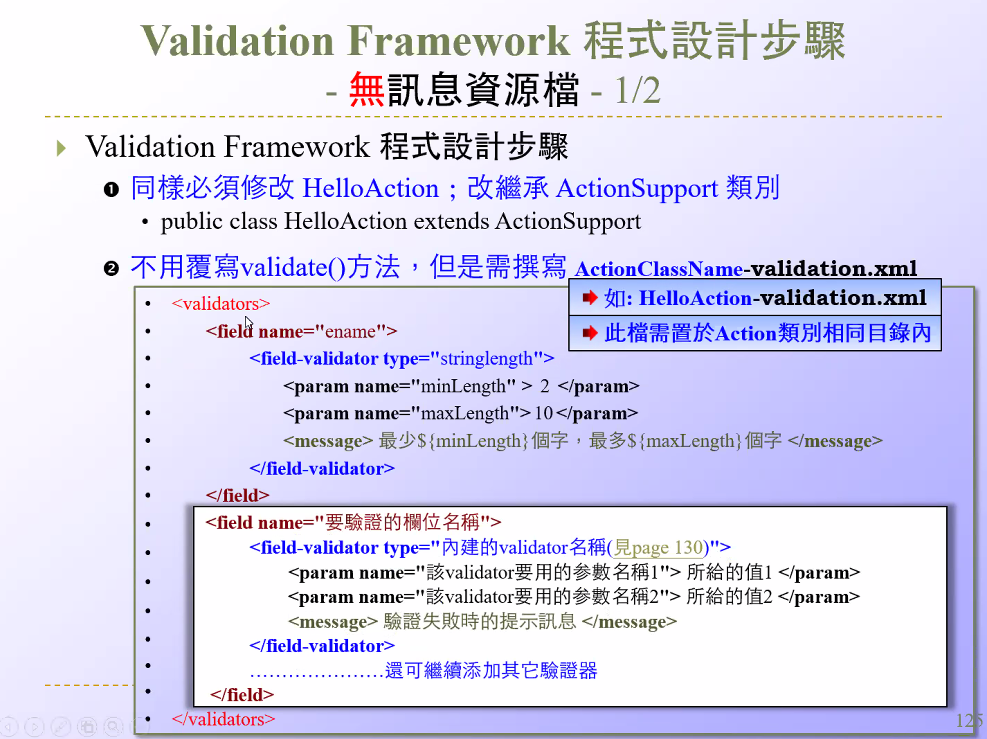 Validation Framework 程式設計步驟
- 無訊息資源檔 - 1/2
Validation Framework 程式設計步驟
❶ 同樣必須修改 HelloAction；改繼承 ActionSupport 類別
• public class HelloAction extends ActionSupport
❷ 不用覆寫validate()方法，但是需撰寫 ActionClassName-validation.xml
如: HelloAction-validation.xml
此檔需置於Action類別相同目錄內
• <validators>
• <field name="ename">
• <field-validator type="stringlength">
• <param name="minLength" > 2 </param>
• <param name="maxLength"> 10 </param>
• <message> 最少${minLength}個字，最多${maxLength}個字 </message>
• </field-validator>
• </field>
<field name="要驗證的欄位名稱">
<field-validator type="內建的validator名稱(見page 130)">
<param name="該validator要用的參數名稱1"> 所給的值1 </param>
<param name="該validator要用的參數名稱2"> 所給的值2 </param>
<message> 驗證失敗時的提示訊息 </message>
</field-validator>
…………………還可繼續添加其它驗證器
</field>
• </validators>
125